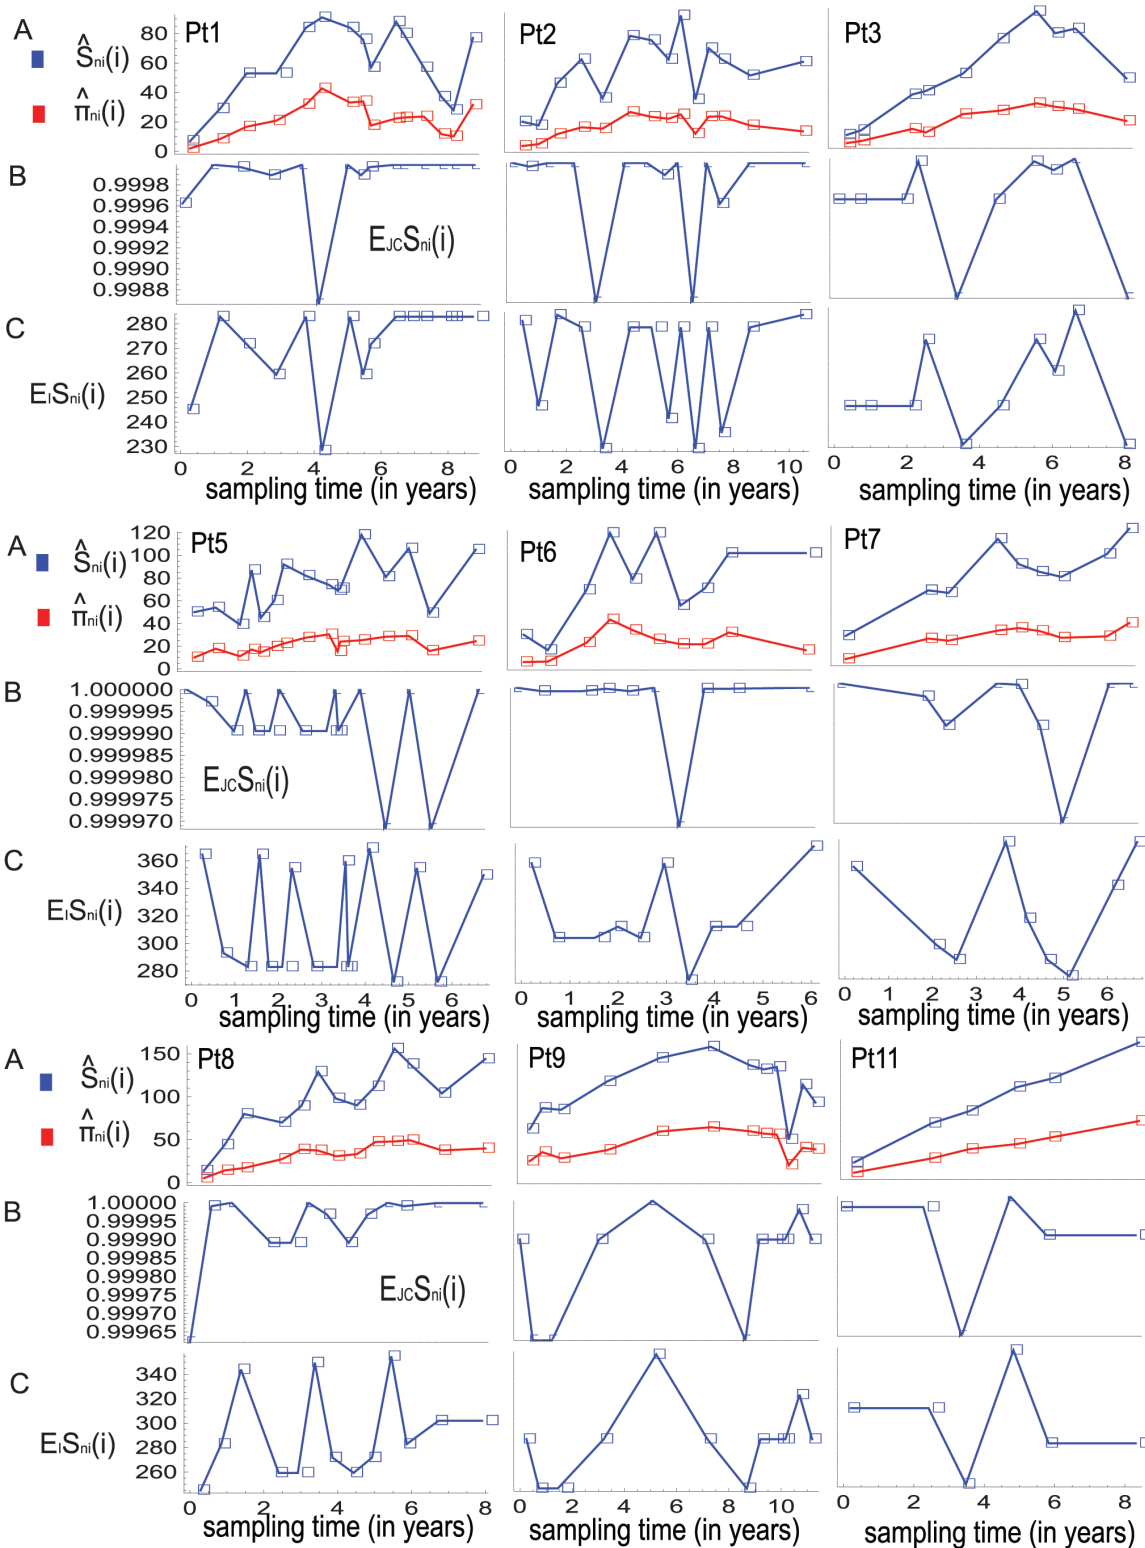 A
Ŝni(i)
π̂ni(i)
Pt1
Pt2
Pt3
80
60
40
20
0
B
0.9998
0.9996
0.9994
0.9992
0.9990
0.9988
EJCSni(i)
C
EISni(i)
280
270
260
250
240
230
0 2 4 6 8
0 2 4 6 8 10
0 2 4 6 8
sampling time (in years)
sampling time (in years)
sampling time (in years)
A
Ŝni(i)
π̂ni(i)
Pt5
Pt6
Pt7
120
100
80
60
40
20
0
B
1.000000
0.999995
0.999990
0.999985
0.999980
0.999975
0.999970
EJCSni(i)
C
EISni(i)
360
340
320
300
280
0 1 2 3 4 5 6
0 1 2 3 4 5 6
0 1 2 3 4 5 6
sampling time (in years)
sampling time (in years)
sampling time (in years)
A
Ŝni(i)
π̂ni(i)
Pt8
Pt9
Pt11
150
100
50
0
B
1.00000
0.99995
0.99990
0.99985
0.99980
0.99975
0.99970
0.99965
EJCSni(i)
C
EISni(i)
340
320
300
280
260
0 2 4 6 8
0 2 4 6 8 10
0 2 4 6 8
sampling time (in years)
sampling time (in years)
sampling time (in years)